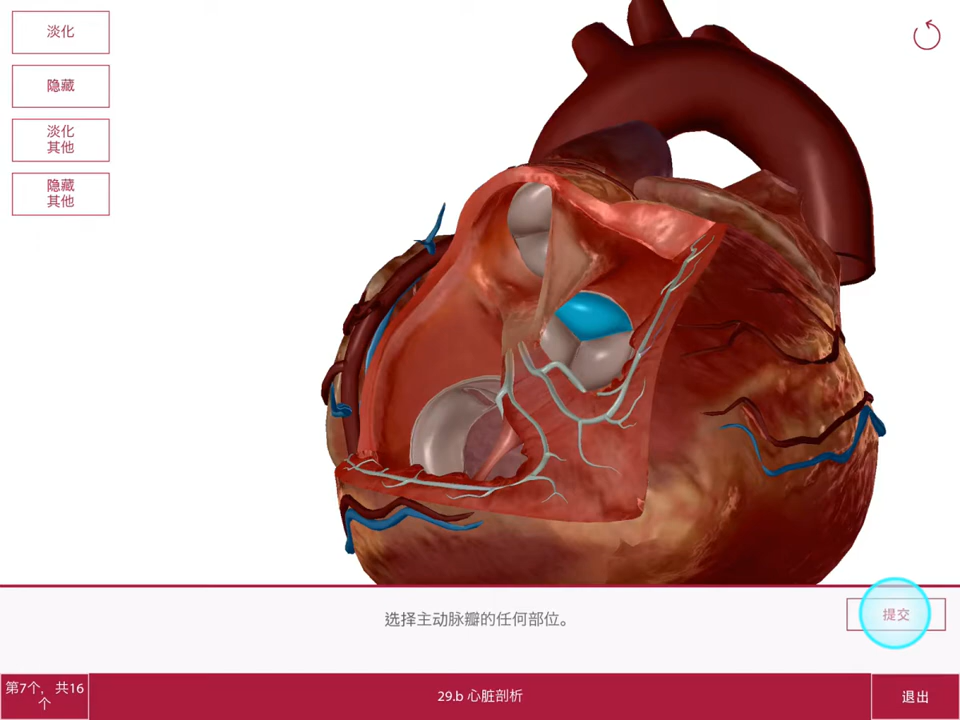 淡化
隐藏
淡化
其他
隐藏
其他
选择主动脉瓣的任何部位。
提交
第7个，共16
个
29.b 心脏剖析
退出